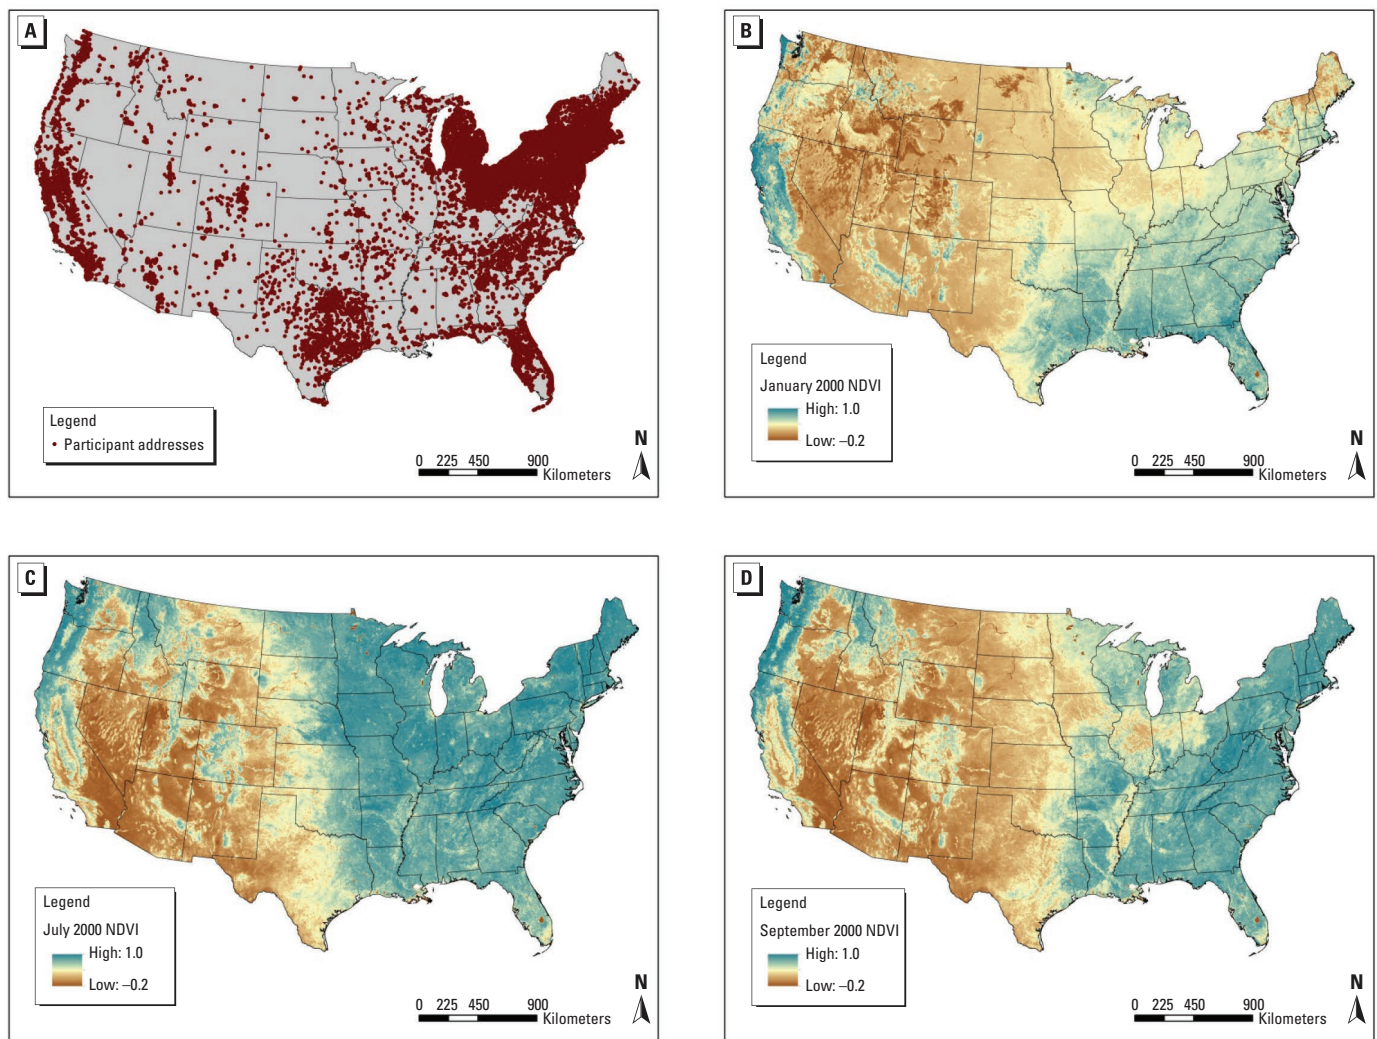 A
Legend
• Participant addresses
N
0 225 450 900
Kilometers
B
Legend
January 2000 NDVI
High: 1.0
Low: –0.2
N
0 225 450 900
Kilometers
C
Legend
July 2000 NDVI
High: 1.0
Low: –0.2
N
0 225 450 900
Kilometers
D
Legend
September 2000 NDVI
High: 1.0
Low: –0.2
N
0 225 450 900
Kilometers